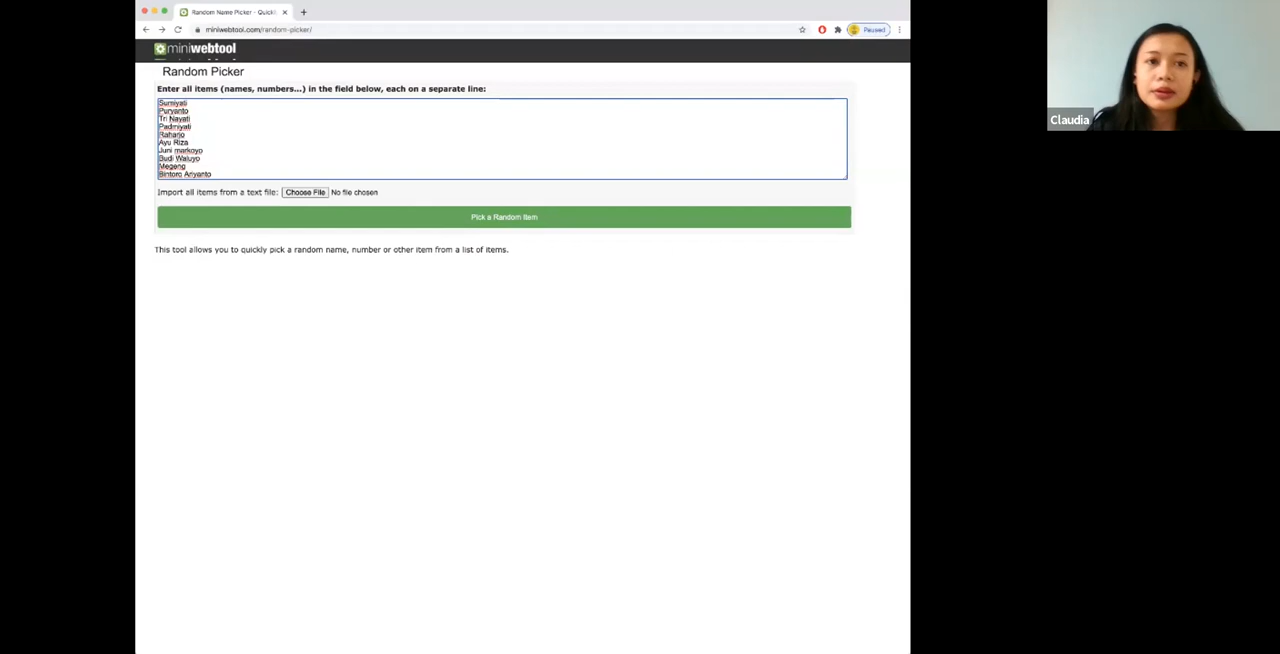 Random Name Picker - Quickl
miniwebtool.com/random-picker/
Paused
miniwebtool
Random Picker
Enter all items (names, numbers...) in the field below, each on a separate line:
Sumiyati
Puryanto
Tri Nayati
Padmiyati
Raharjo
Ayu Riza
Juni markoyo
Budi Waluyo
Megeng
Bintoro Ariyanto
Import all items from a text file: Choose File No file chosen
Pick a Random Item
This tool allows you to quickly pick a random name, number or other item from a list of items.
Claudia